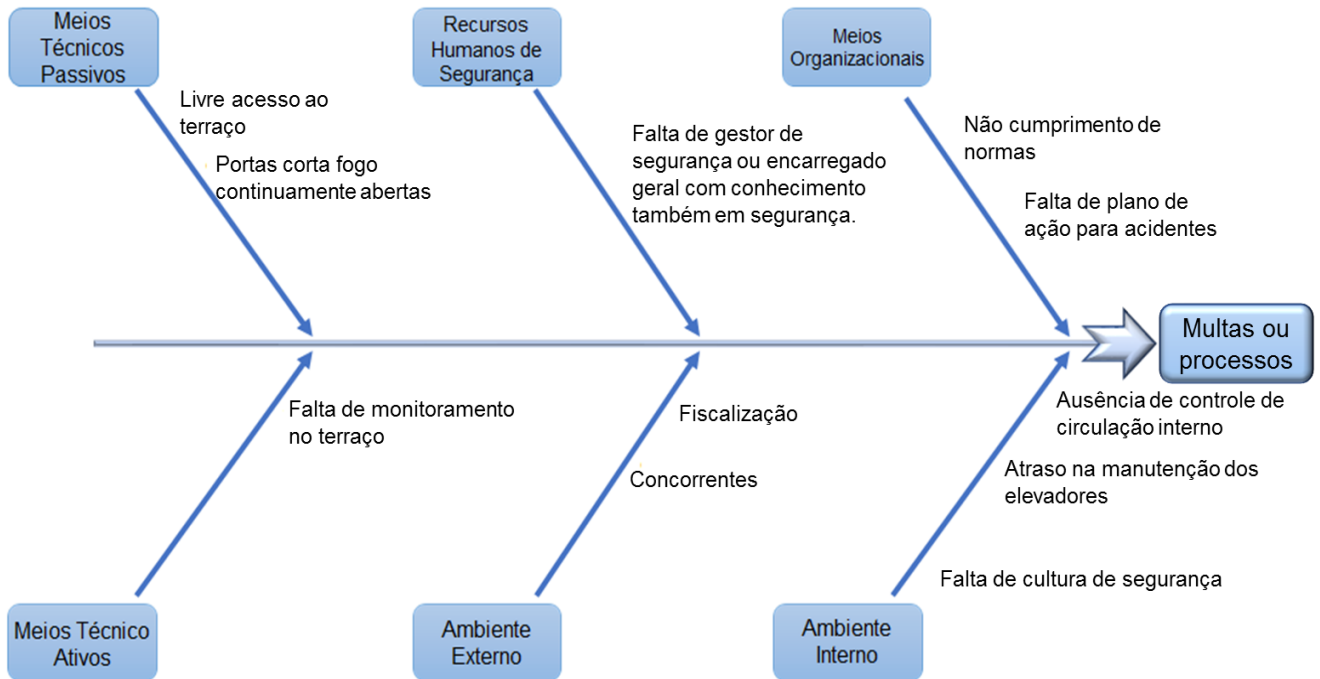 Meios
Técnicos
Passivos
Recursos
Humanos de
Segurança
Meios
Organizacionais
Livre acesso ao
terraço
Portas corta fogo
continuamente abertas
Falta de gestor de
segurança ou encarregado
geral com conhecimento
também em segurança.
Não cumprimento de
normas
Falta de plano de
ação para acidentes
Multas ou
processos
Falta de monitoramento
no terraço
Fiscalização
Concorrentes
Ausência de controle de
circulação interno
Atraso na manutenção dos
elevadores
Falta de cultura de segurança
Meios Técnico
Ativos
Ambiente
Externo
Ambiente
Interno